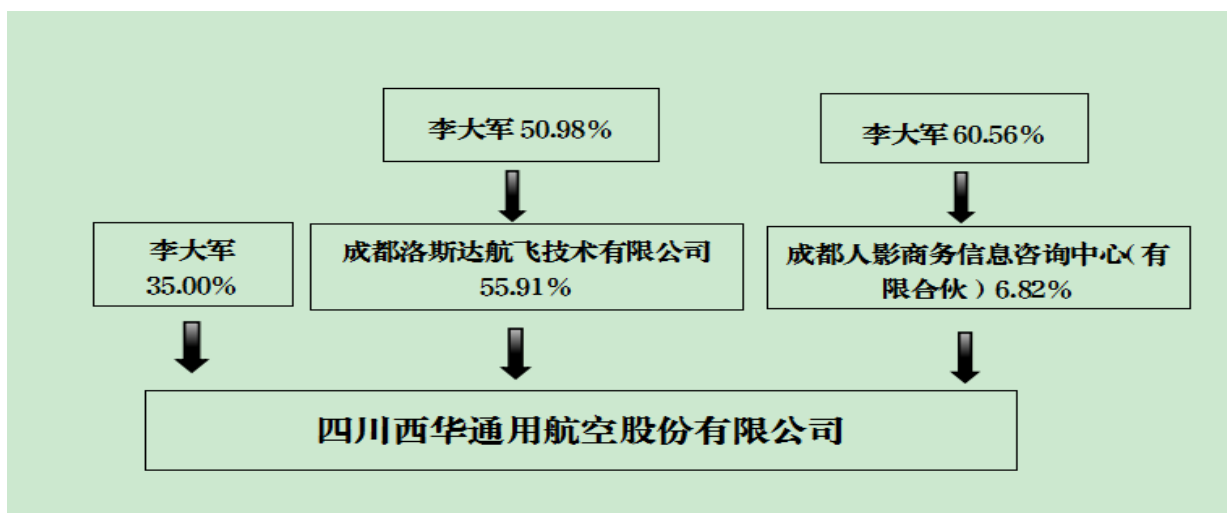 李大军 50.98%
李大军 60.56%
李大军
35.00%
成都洛斯达航飞技术有限公司
55.91%
成都人影商务信息咨询中心（有
限合伙）6.82%
四川西华通用航空股份有限公司